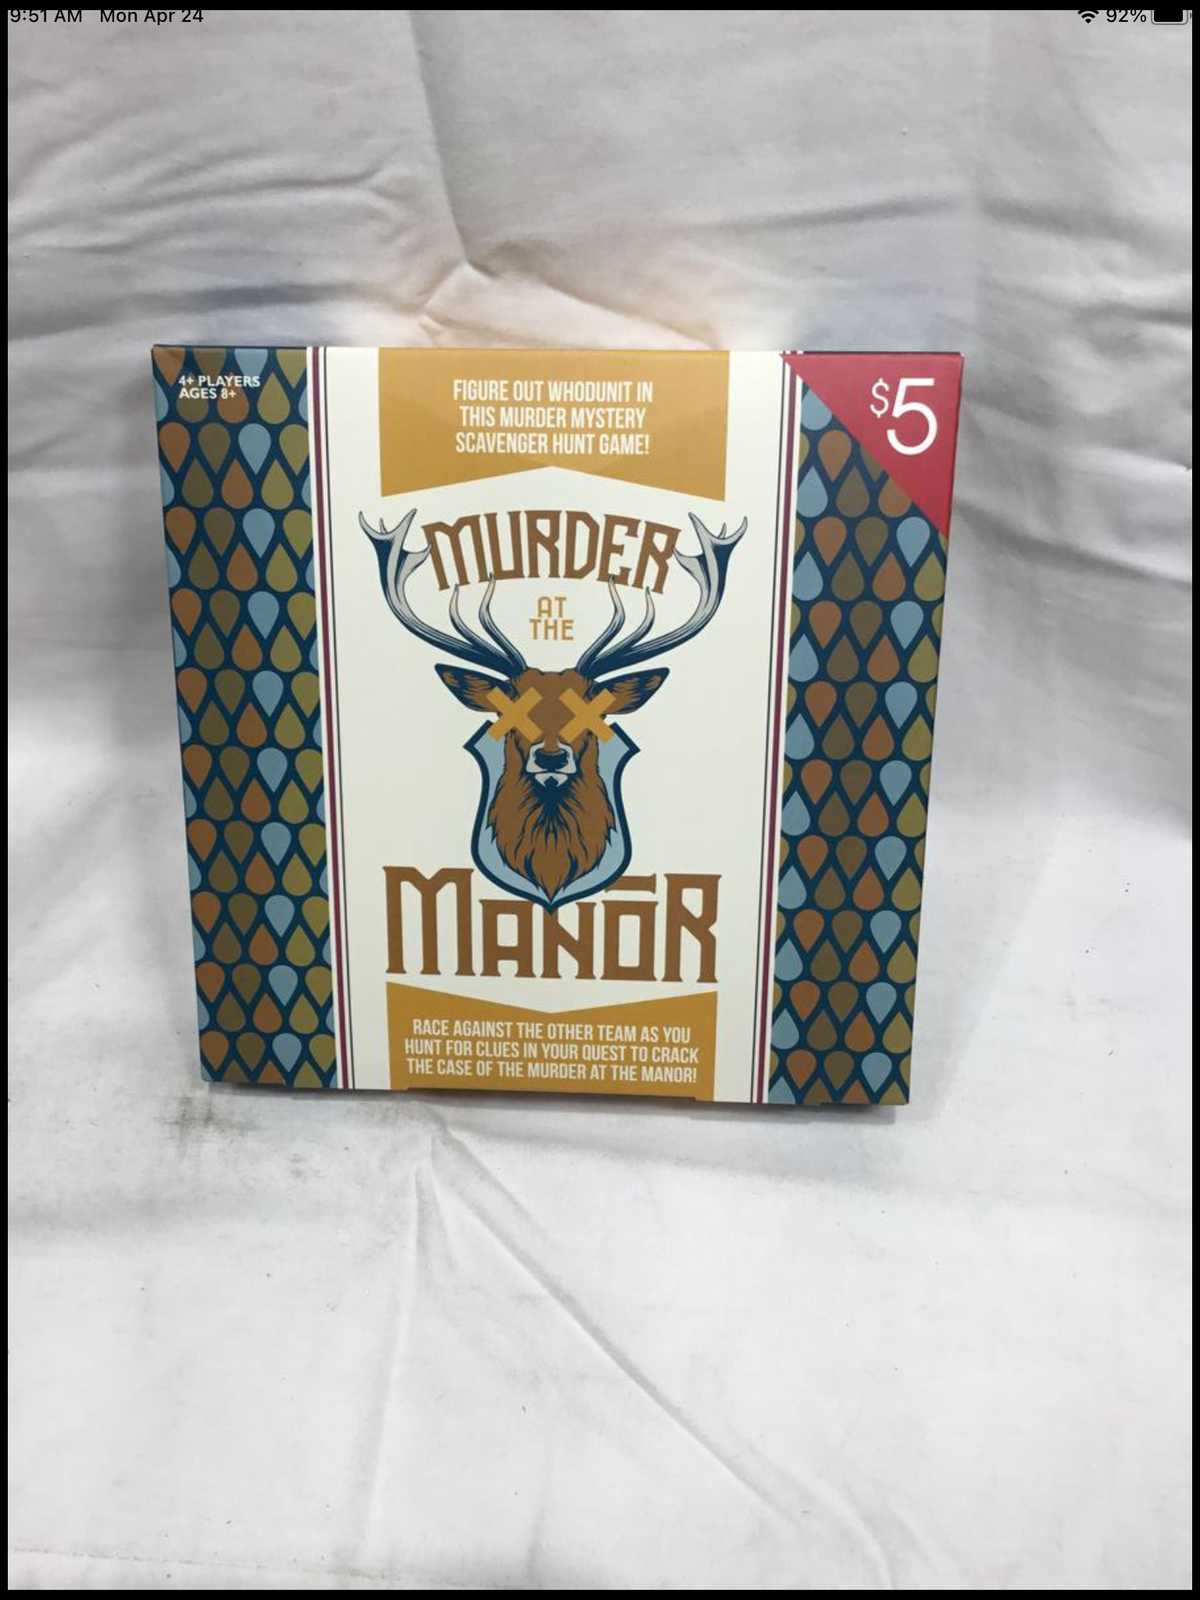 9:51 AM Mon Apr 24
92%
4+ PLAYERS
AGES 8+
FIGURE OUT WHODUNIT IN
THIS MURDER MYSTERY
SCAVENGER HUNT GAME!
$5
MURDER
AT
THE
MANOR
RACE AGAINST THE OTHER TEAM AS YOU
HUNT FOR CLUES IN YOUR QUEST TO CRACK
THE CASE OF THE MURDER AT THE MANOR!